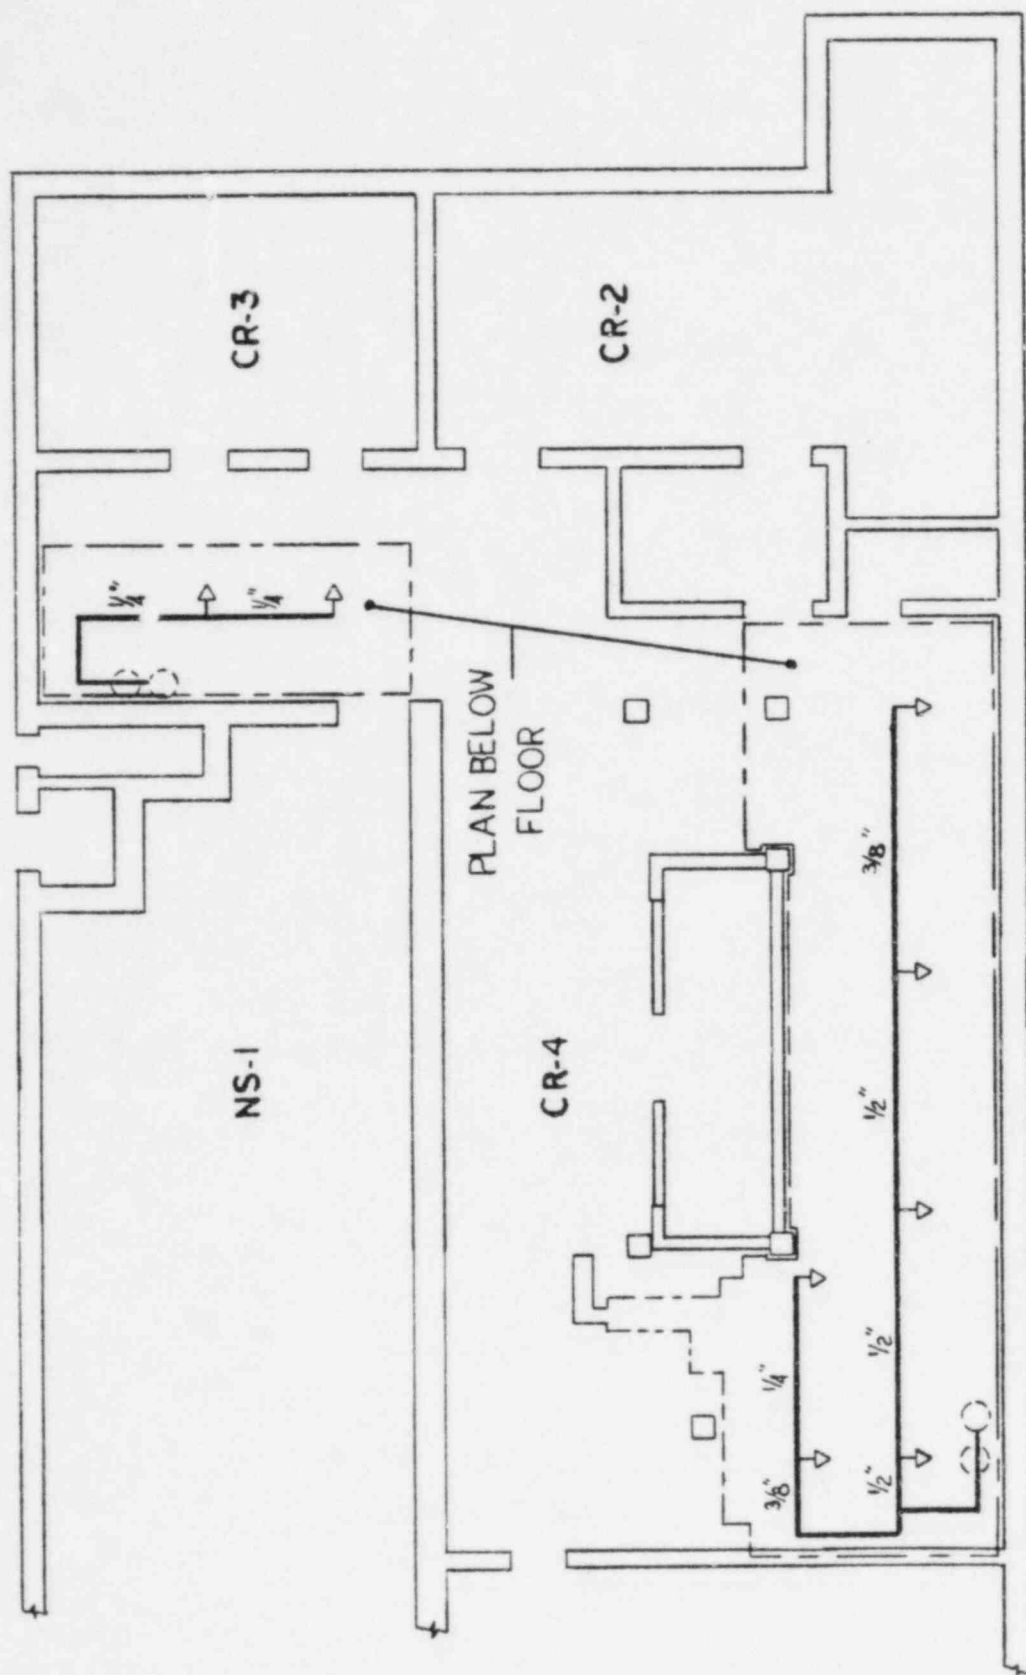 CR-3
CR-2
1/4"
1/4"
PLAN BELOW
FLOOR
NS-1
CR-4
3/8"
1/2"
1/2"
1/2"
1/4"
3/8"